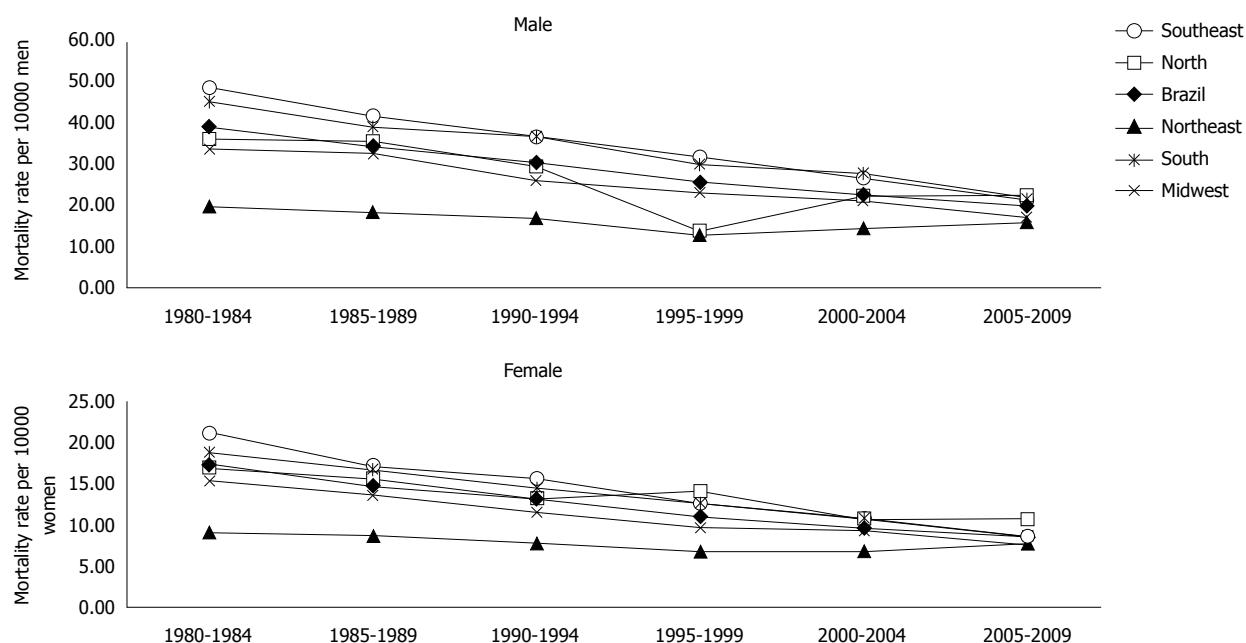 Male
Mortality rate per 10000 men
60.00
50.00
40.00
30.00
20.00
10.00
0.00
1980-1984 1985-1989 1990-1994 1995-1999 2000-2004 2005-2009
Southeast
North
Brazil
Northeast
South
Midwest
Female
Mortality rate per 10000
women
25.00
20.00
15.00
10.00
5.00
0.00
1980-1984 1985-1989 1990-1994 1995-1999 2000-2004 2005-2009